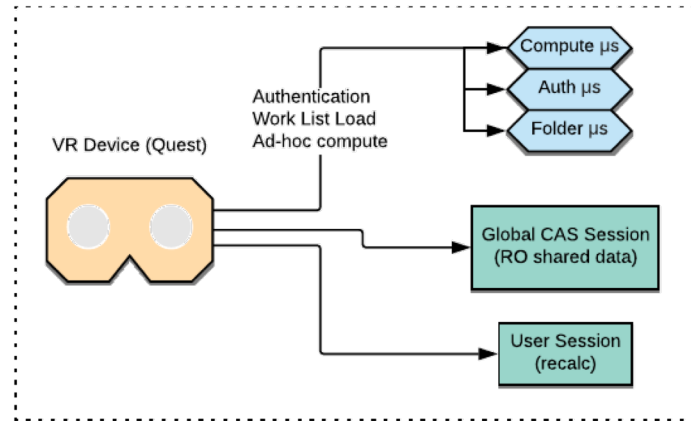 Compute µs
Auth µs
Folder µs
Authentication
Work List Load
Ad-hoc compute
VR Device (Quest)
Global CAS Session
(RO shared data)
User Session
(recalc)